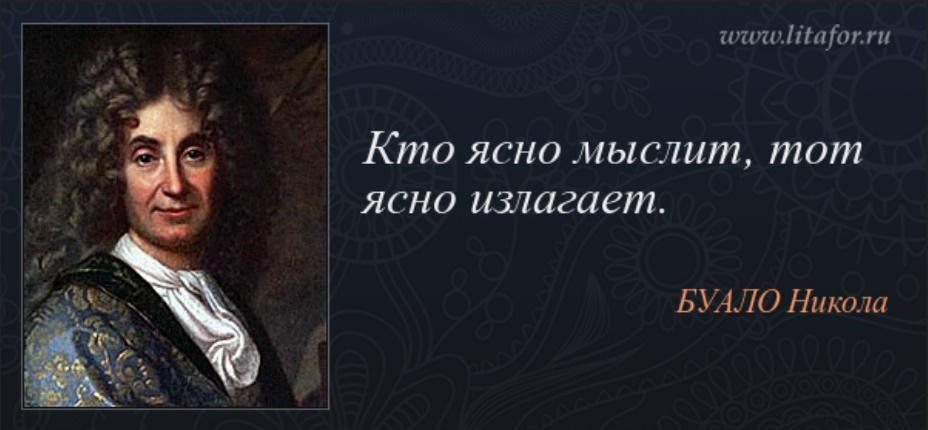 www.litafor.ru
Кто ясно мыслит, тот
ясно излагает.
БУАЛО Никола